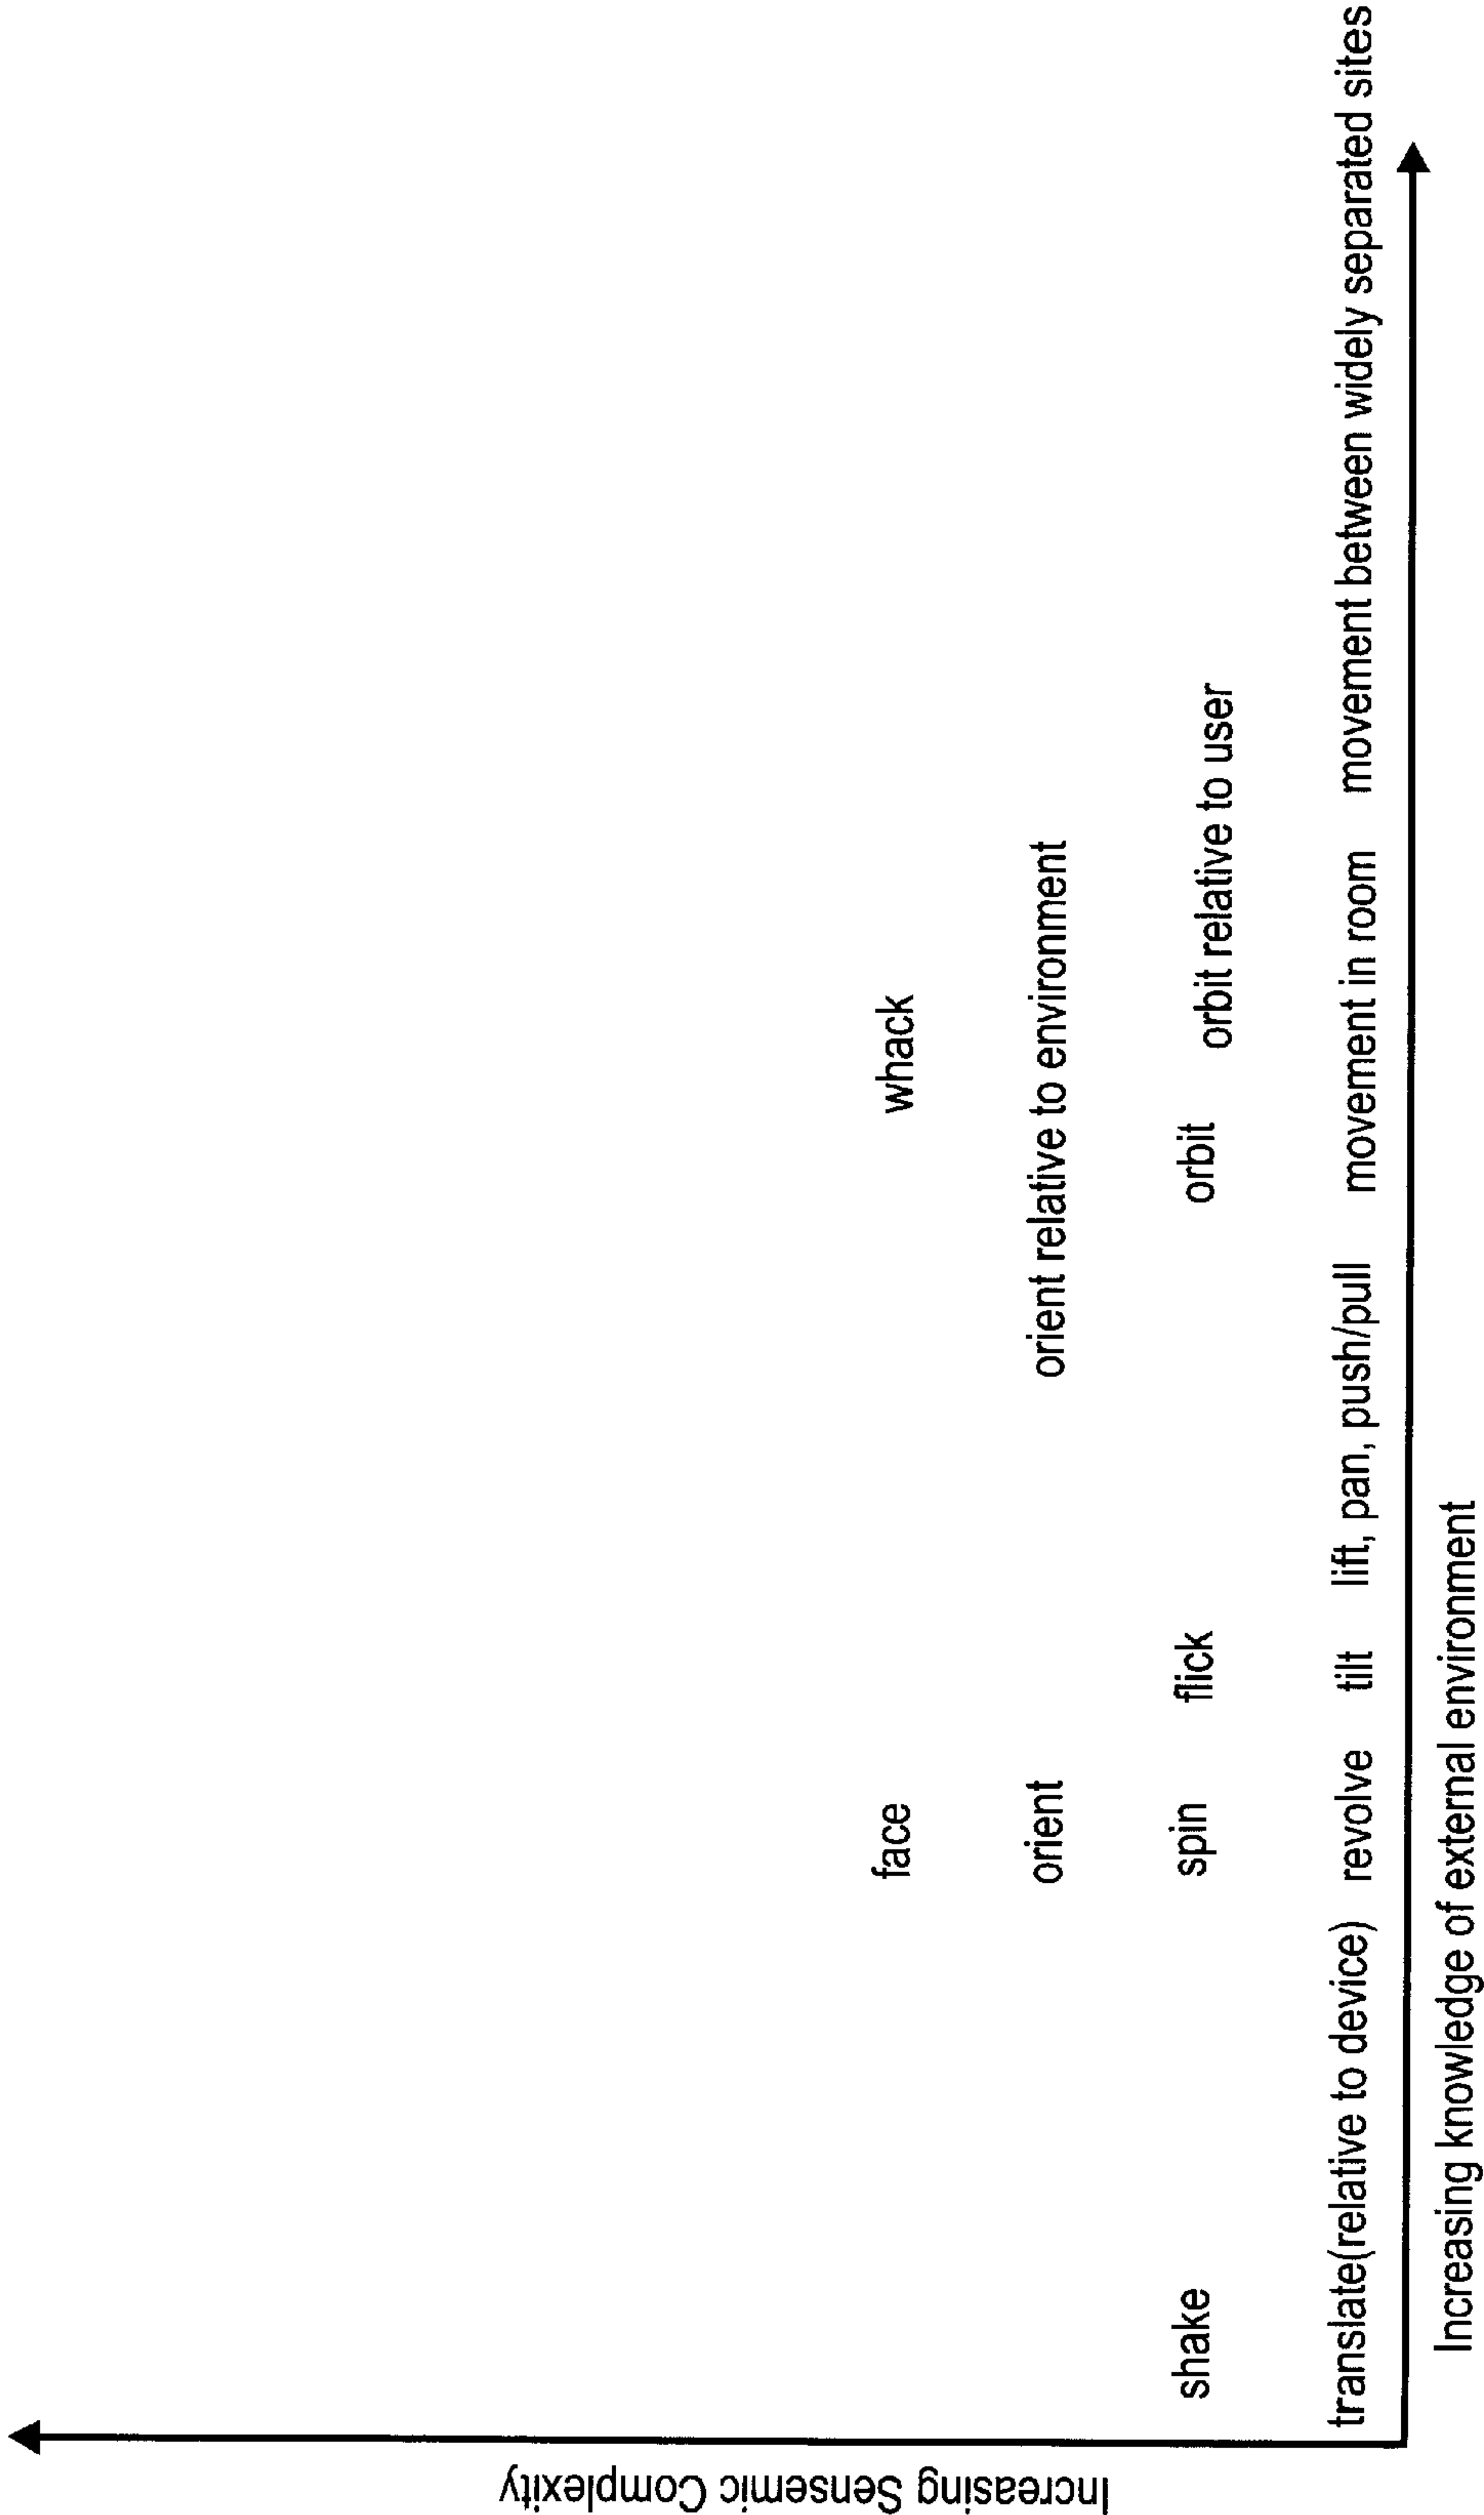 Increasing Sensemic Complexity
face whack
orient orient relative to environment
shake spin flick orbit orbit relative to user
translate(relative to device) revolve tilt lift, pan, push/pull movement in room movement between widely separated sites
Increasing knowledge of external environment